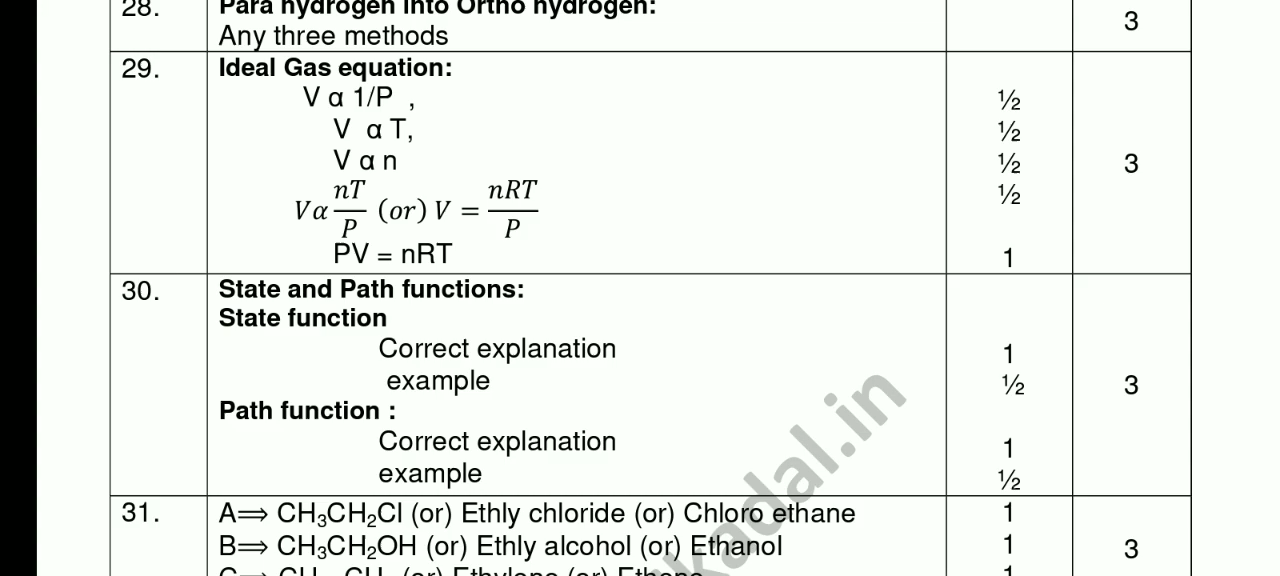 28. Para hydrogen into Ortho hydrogen:
Any three methods 3
29. Ideal Gas equation:
V α 1/P , ½
V α T, ½
V α n ½ 3
Vα nT/P (or) V = nRT/P ½
PV = nRT 1
30. State and Path functions:
State function
Correct explanation 1
example ½ 3
Path function :
Correct explanation 1
example ½
31. A⟹ CH₃CH₂Cl (or) Ethly chloride (or) Chloro ethane 1
B⟹ CH₃CH₂OH (or) Ethly alcohol (or) Ethanol 1 3
kadal.in